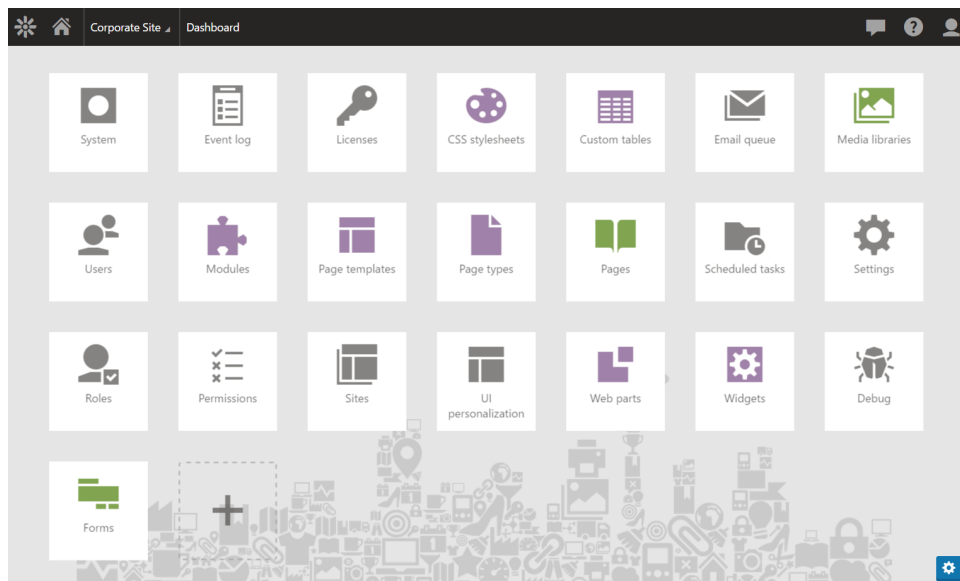 Corporate Site Dashboard ?
System Event log Licenses CSS stylesheets Custom tables Email queue Media libraries
Users Modules Page templates Page types Pages Scheduled tasks Settings
Roles Permissions Sites UI personalization Web parts Widgets Debug
Forms